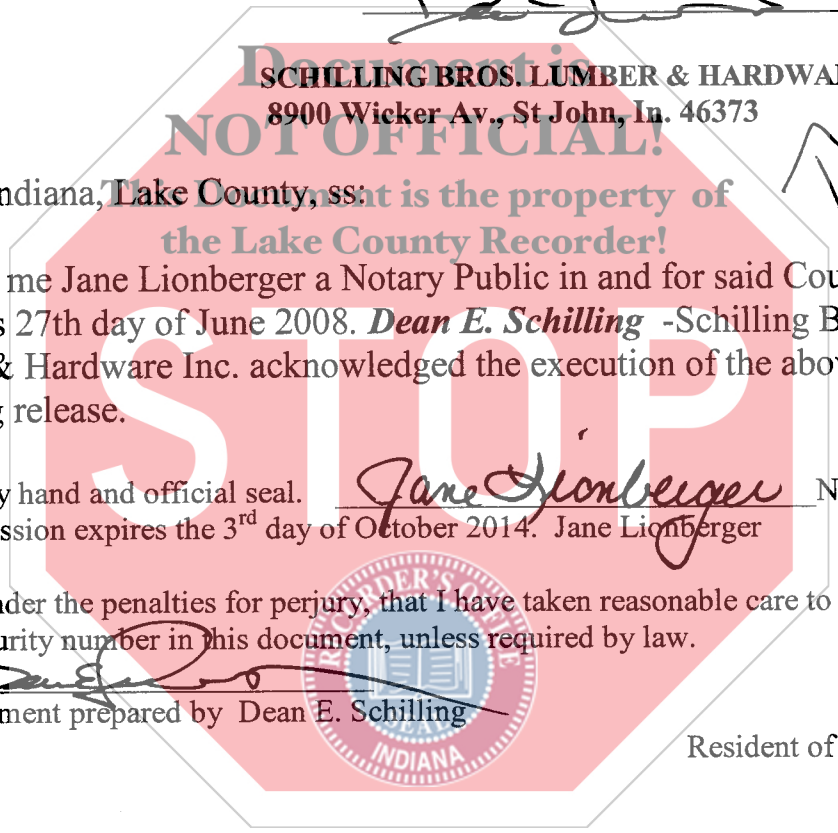 Document is
SCHILLING BROS. LUMBER & HARDWA
8900 Wicker Av., St John, In. 46373
NOT OFFICIAL!
ndiana, Lake County, ss:
This Document is the property of
the Lake County Recorder!
me Jane Lionberger a Notary Public in and for said Cou
s 27th day of June 2008. Dean E. Schilling -Schilling B
& Hardware Inc. acknowledged the execution of the abo
g release.
STOP
y hand and official seal. Jane Lionberger N
ssion expires the 3rd day of October 2014. Jane Lionberger
nder the penalties for perjury, that I have taken reasonable care to
urity number in this document, unless required by law.
RECORDER'S OFFICE
SEAL
INDIANA
ment prepared by Dean E. Schilling
Resident of